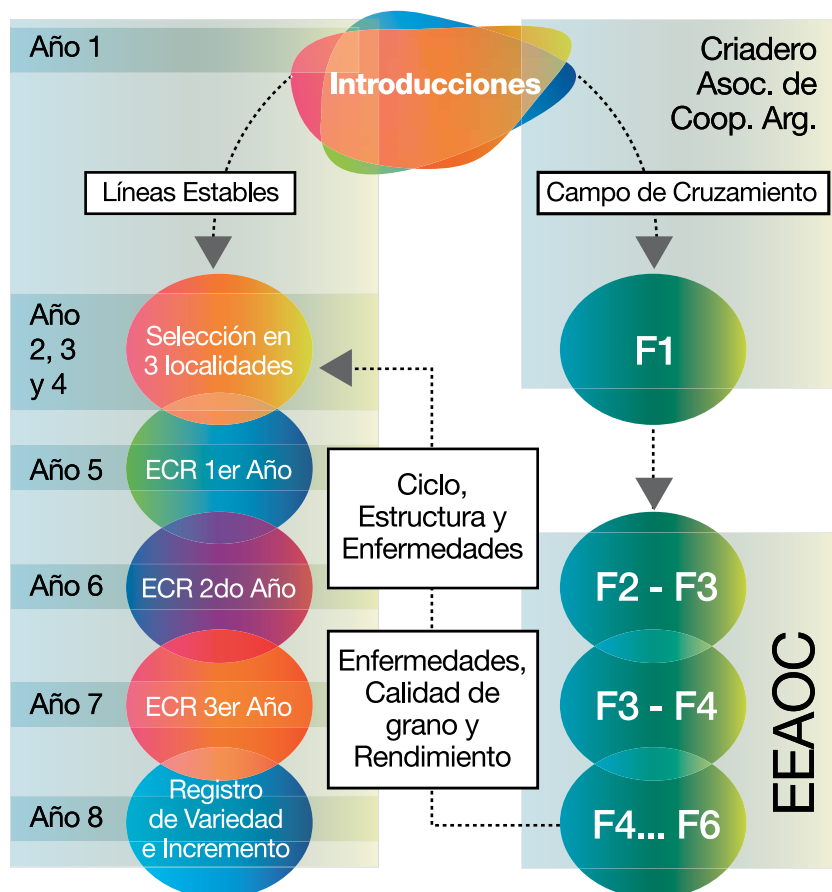 Año 1
Introducciones
Criadero
Asoc. de
Coop. Arg.
Líneas Estables
Campo de Cruzamiento
Año
2, 3
y 4
Selección en
3 localidades
F1
Año 5
ECR 1er Año
Ciclo,
Estructura y
Enfermedades
Año 6
ECR 2do Año
F2 - F3
Enfermedades,
Calidad de
grano y
Rendimiento
Año 7
ECR 3er Año
F3 - F4
EEAOC
Año 8
Registro
de Variedad
e Incremento
F4... F6